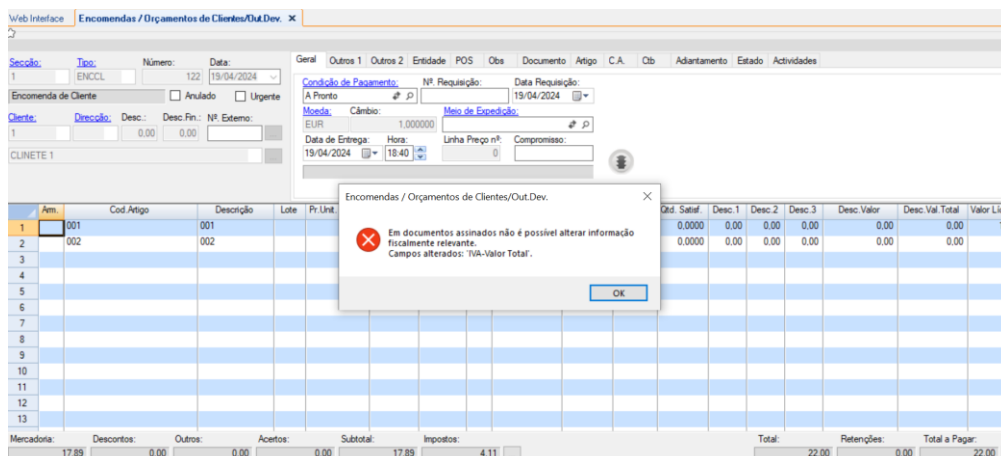 Web Interface Encomendas / Orçamentos de Clientes/Out.Dev. ×
Secção: Tipo: Número: Data:
1 ENCCL 122 19/04/2024
Encomenda de Cliente Anulado Urgente
Cliente: Direcção: Desc.: Desc.Fin.: Nº. Externo:
1 0,00 0,00 ...
CLINETE 1 ...
Geral Outros 1 Outros 2 Entidade POS Obs Documento Artigo C.A. Ctb Adiantamento Estado Actividades
Condição de Pagamento: Nº. Requisição: Data Requisição:
A Pronto 19/04/2024
Moeda: Câmbio: Meio de Expedição:
EUR 1,000000
Data de Entrega: Hora: Linha Preço nº: Compromisso:
19/04/2024 18:40 0
Encomendas / Orçamentos de Clientes/Out.Dev.
Em documentos assinados não é possível alterar informação
fiscalmente relevante.
Campos alterados: 'IVA-Valor Total'.
OK
Arm. Cod.Artigo Descrição Lote Pr.Unit. Qtd. Satisf. Desc.1 Desc.2 Desc.3 Desc.Valor Desc.Val.Total Valor
1 001 001 0,0000 0,00 0,00 0,00 0,00 0,00
2 002 002 0,0000 0,00 0,00 0,00 0,00 0,00
3
4
5
6
7
8
9
10
11
12
13
Mercadoria: Descontos: Outros: Acertos: Subtotal: Impostos: Total: Retenções: Total a Pagar:
17,89 0,00 0,00 0,00 17,89 4,11 22,00 0,00 22,00